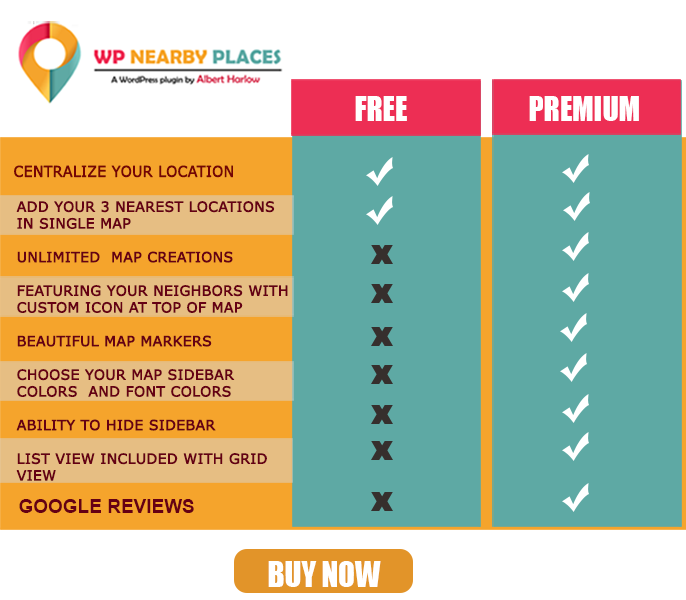 WP NEARBY PLACES
A WordPress plugin by Albert Harlow
FREE
PREMIUM
CENTRALIZE YOUR LOCATION
ADD YOUR 3 NEAREST LOCATIONS
IN SINGLE MAP
UNLIMITED MAP CREATIONS
FEATURING YOUR NEIGHBORS WITH
CUSTOM ICON AT TOP OF MAP
BEAUTIFUL MAP MARKERS
CHOOSE YOUR MAP SIDEBAR
COLORS AND FONT COLORS
ABILITY TO HIDE SIDEBAR
LIST VIEW INCLUDED WITH GRID
VIEW
GOOGLE REVIEWS
BUY NOW